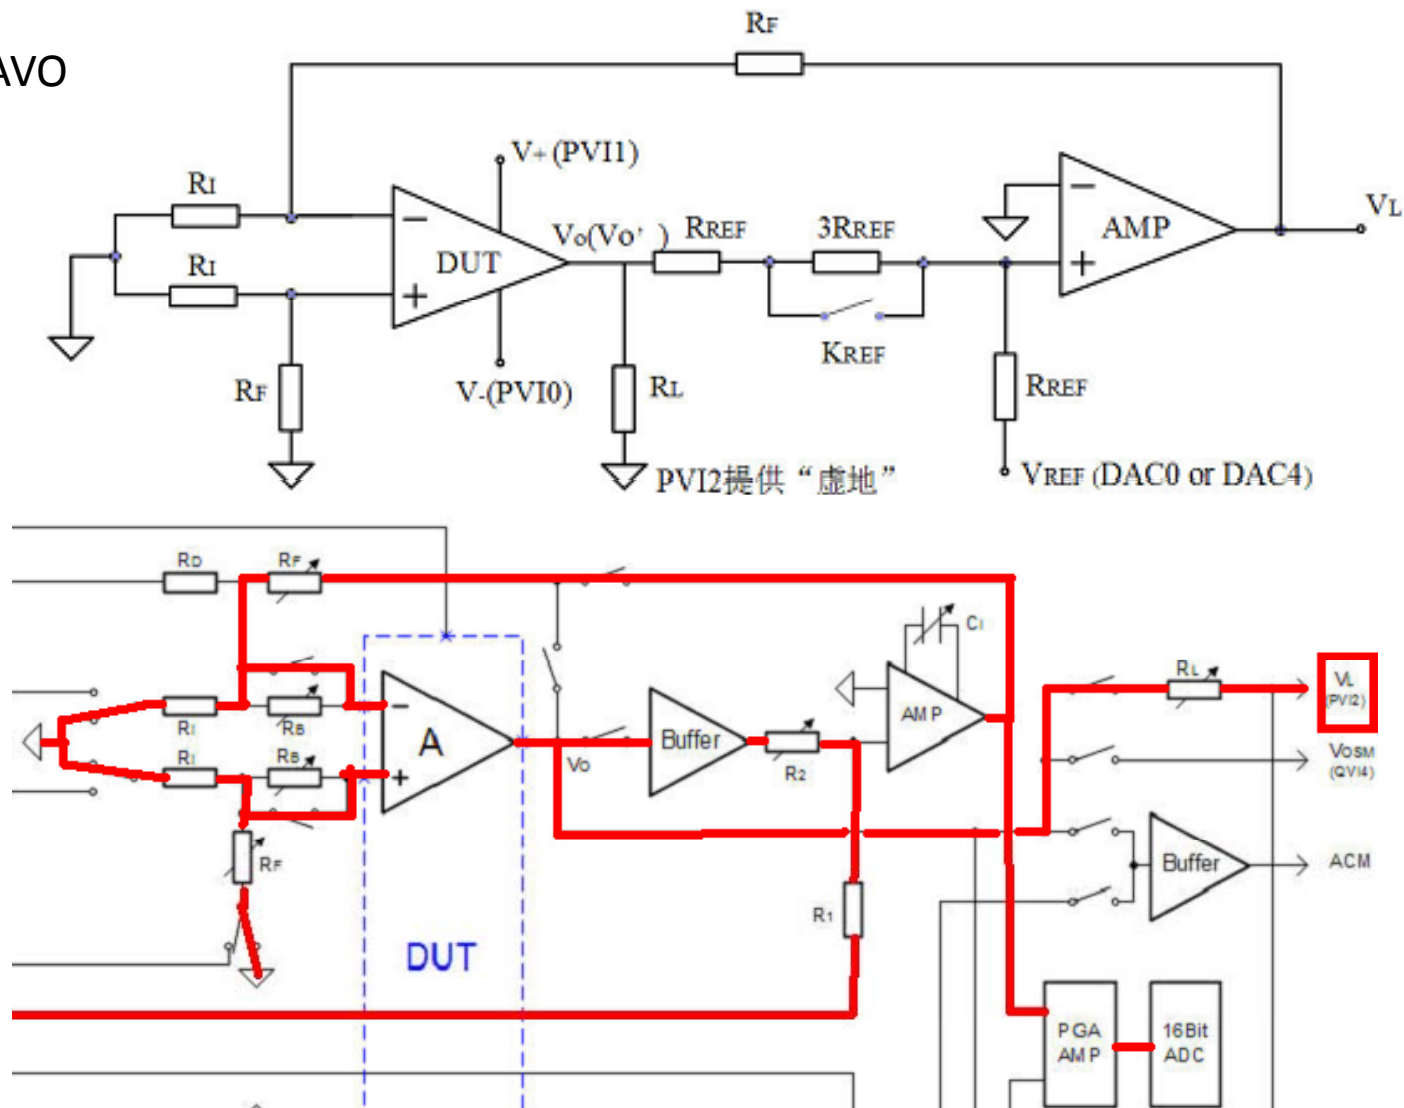 AVO
RF
V+(PVI1)
RI
VL
Vo(Vo' )
RREF
3RREF
AMP
DUT
RI
KREF
RF
V-(PVI0)
RL
RREF
PVI2提供“虚地”
VREF (DAC0 or DAC4)
RD
RF
CI
RL
VL
(PVI2)
AMP
RI
RB
A
Buffer
RI
RB
Vo
R2
VOSM
(QVI4)
RF
Buffer
ACM
R1
DUT
PGA
AMP
16Bit
ADC